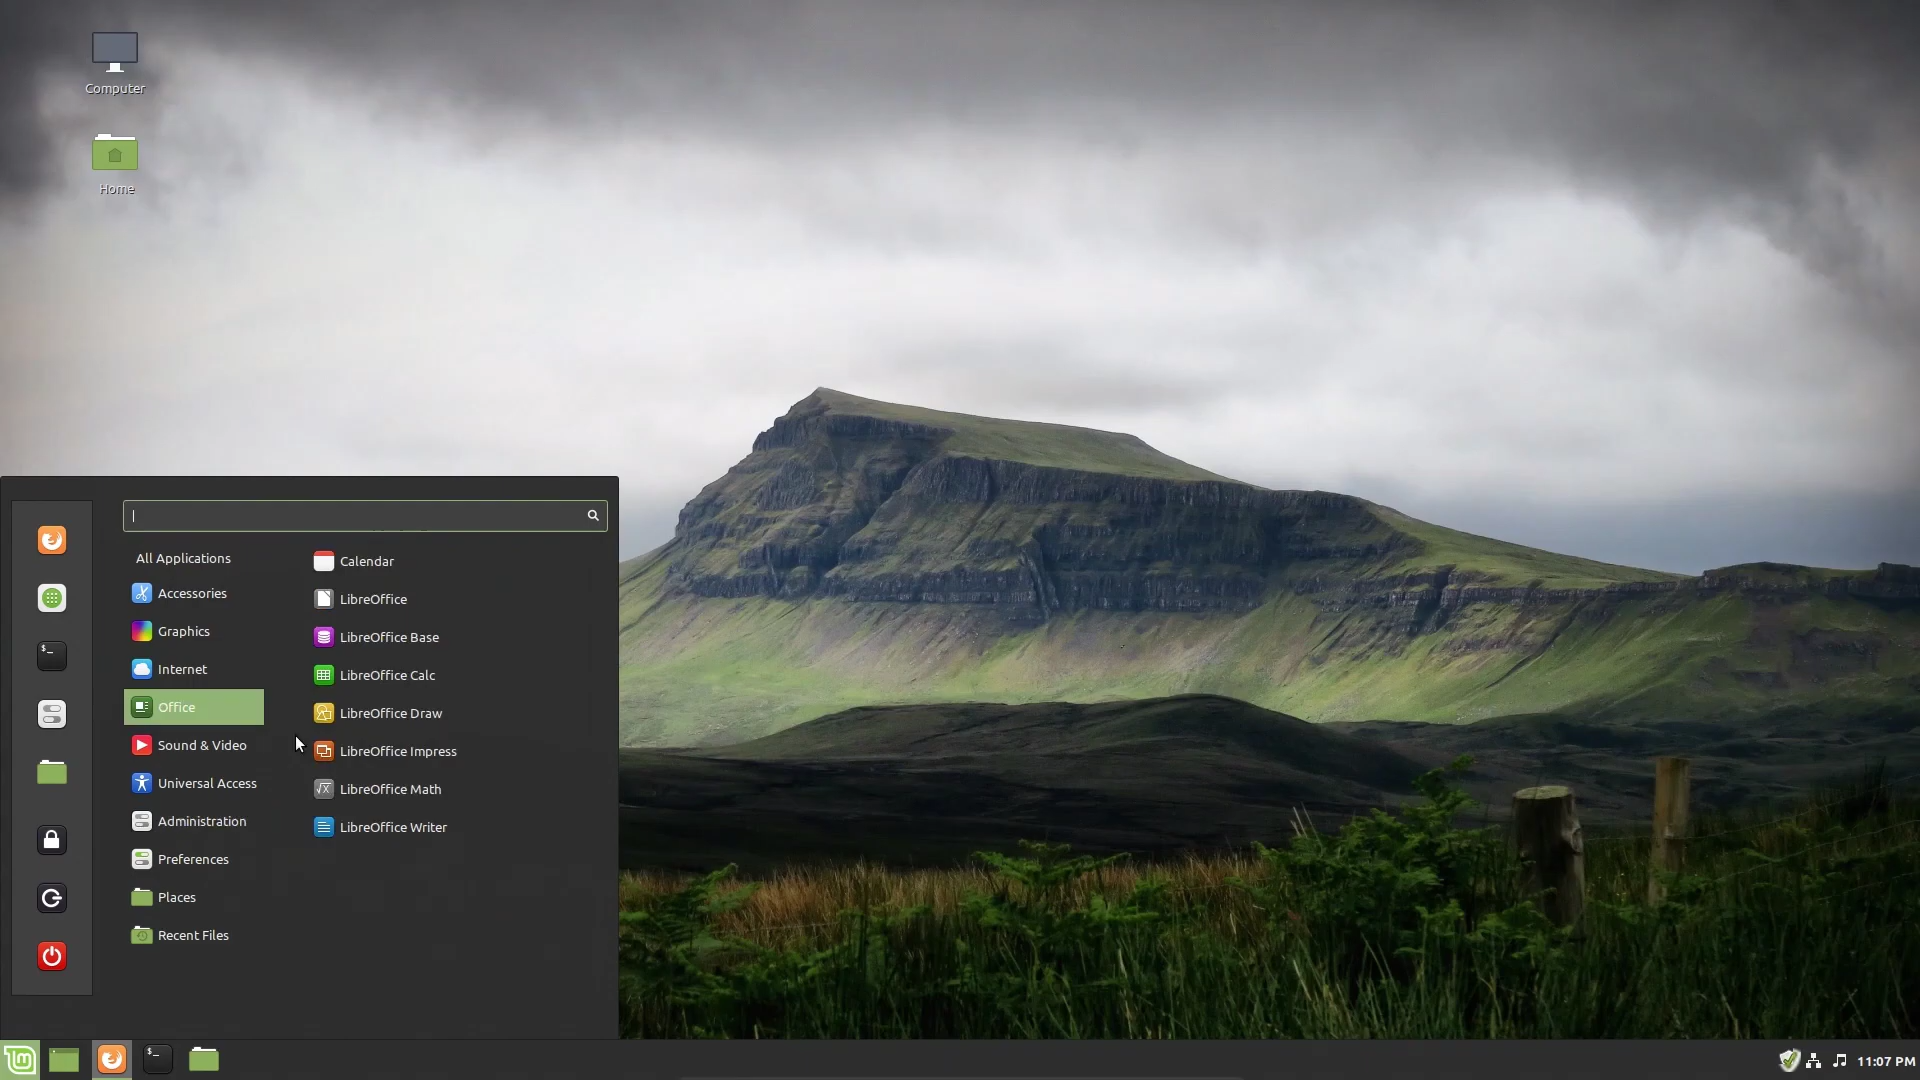 Computer
Home
All Applications
Accessories
Graphics
Internet
Office
Sound & Video
Universal Access
Administration
Preferences
Places
Recent Files
Calendar
LibreOffice
LibreOffice Base
LibreOffice Calc
LibreOffice Draw
LibreOffice Impress
LibreOffice Math
LibreOffice Writer
11:07 PM